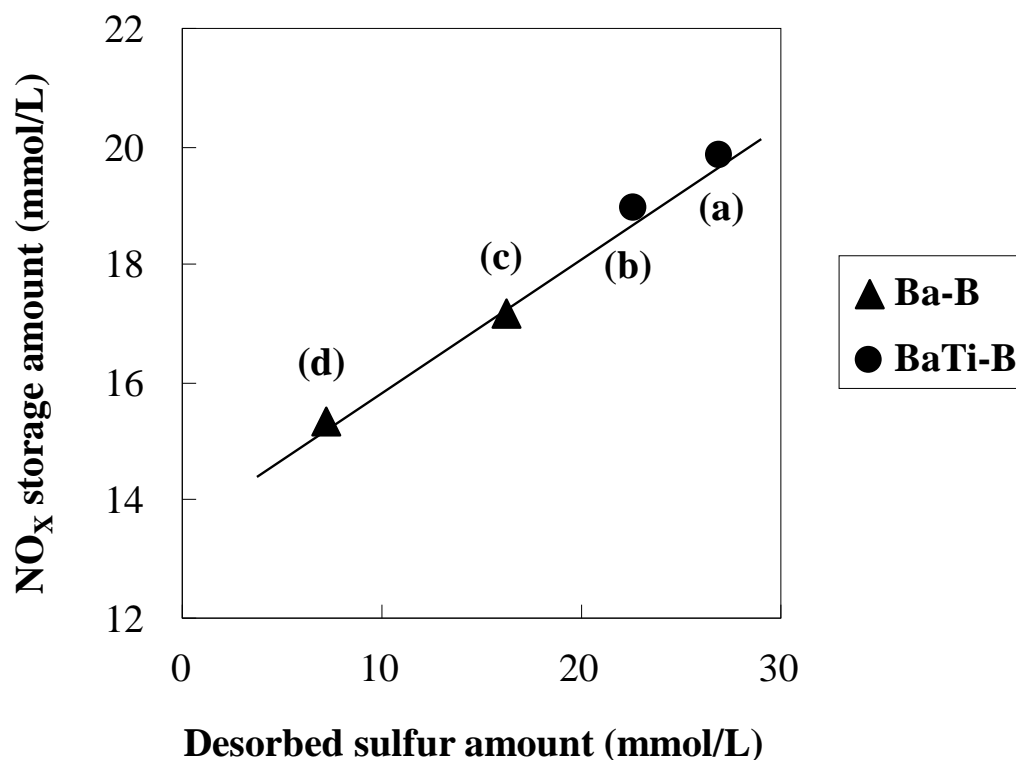 22
20
18
16
14
12
NOx storage amount (mmol/L)
(a)
(b)
(c)
(d)
Ba-B
BaTi-B
0
10
20
30
Desorbed sulfur amount (mmol/L)